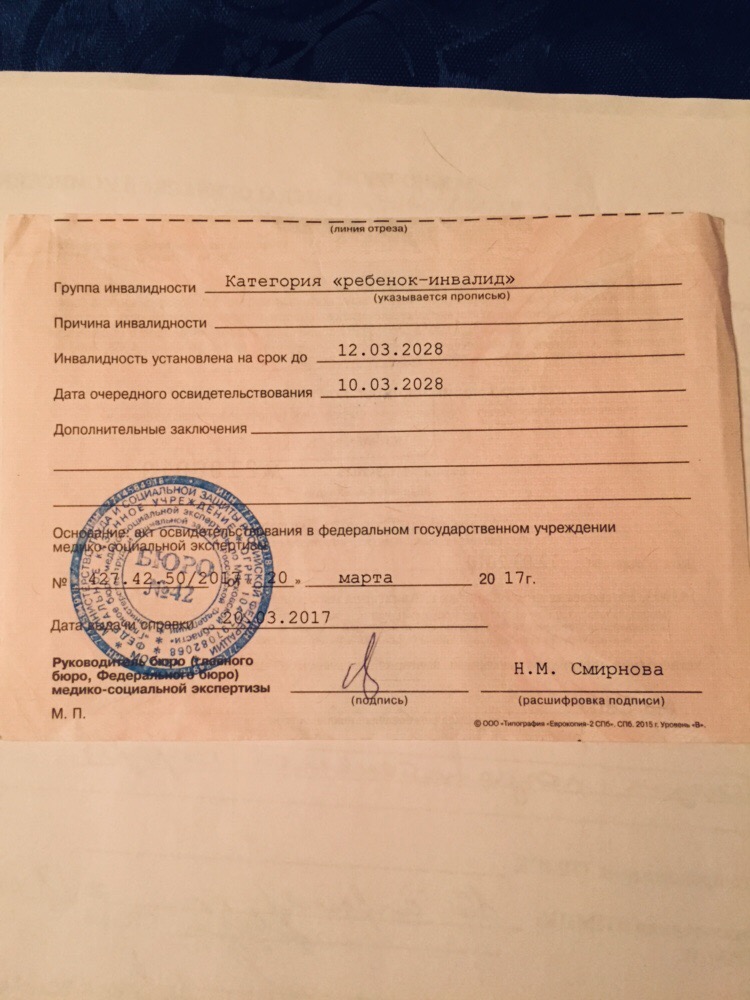 (линия отреза)
Группа инвалидности Категория «ребенок-инвалид»
(указывается прописью)
Причина инвалидности
Инвалидность установлена на срок до 12.03.2028
Дата очередного освидетельствования 10.03.2028
Дополнительные заключения
Основание: акт освидетельствования в федеральном государственном учреждении
медико-социальной экспертизы
№ 427.42.50/2017 от 20 » марта 20 17г.
Дата выдачи справки 20.03.2017
БЮРО
№42
Руководитель бюро (главного
бюро, Федерального бюро)
медико-социальной экспертизы
Н.М. Смирнова
(подпись) (расшифровка подписи)
М. П.
© ООО «Типография «Еврокопия-2 СПб». СПб. 2015 г. Уровень «В».